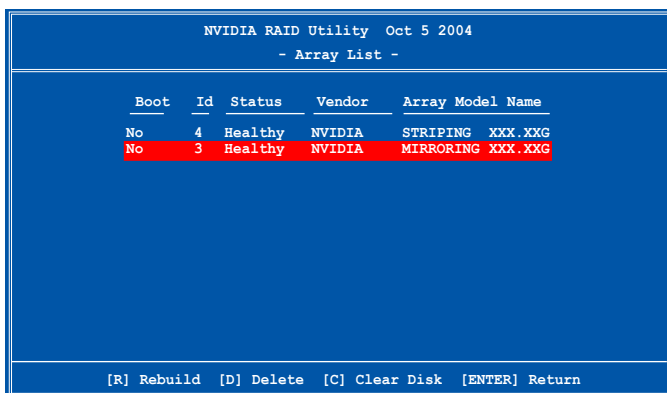 NVIDIA RAID Utility Oct 5 2004
- Array List -
Boot Id Status Vendor Array Model Name
No 4 Healthy NVIDIA STRIPING XXX.XXG
No 3 Healthy NVIDIA MIRRORING XXX.XXG
[R] Rebuild [D] Delete [C] Clear Disk [ENTER] Return